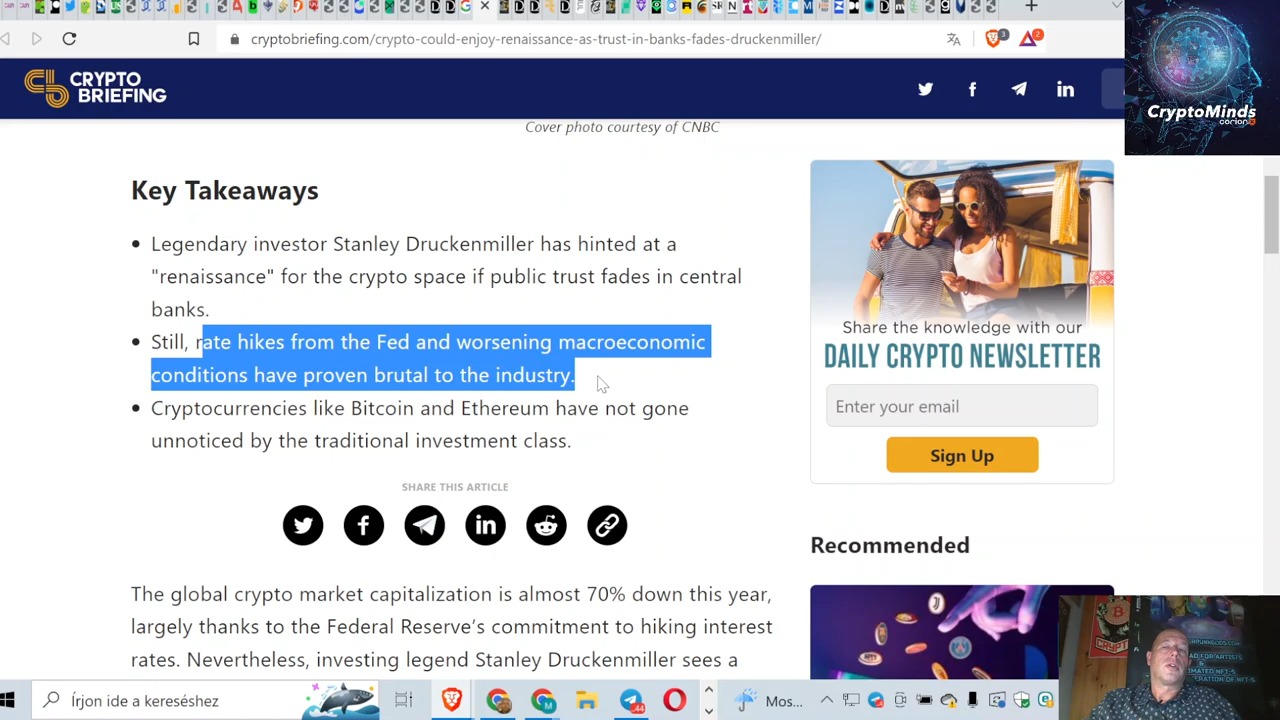 cryptobriefing.com/crypto-could-enjoy-renaissance-as-trust-in-banks-fades-druckenmiller/
3
2
CryptoMinds
CRYPTO
BRIEFING
Cover photo courtesy of CNBC
Key Takeaways
Legendary investor Stanley Druckenmiller has hinted at a
"renaissance" for the crypto space if public trust fades in central
banks.
Still, rate hikes from the Fed and worsening macroeconomic
conditions have proven brutal to the industry.
Cryptocurrencies like Bitcoin and Ethereum have not gone
unnoticed by the traditional investment class.
SHARE THIS ARTICLE
The global crypto market capitalization is almost 70% down this year,
largely thanks to the Federal Reserve's commitment to hiking interest
rates. Nevertheless, investing legend Stanley Druckenmiller sees a
Share the knowledge with our
DAILY CRYPTO NEWSLETTER
Enter your email
Sign Up
Recommended
Írjon ide a kereséshez
44
Mos...